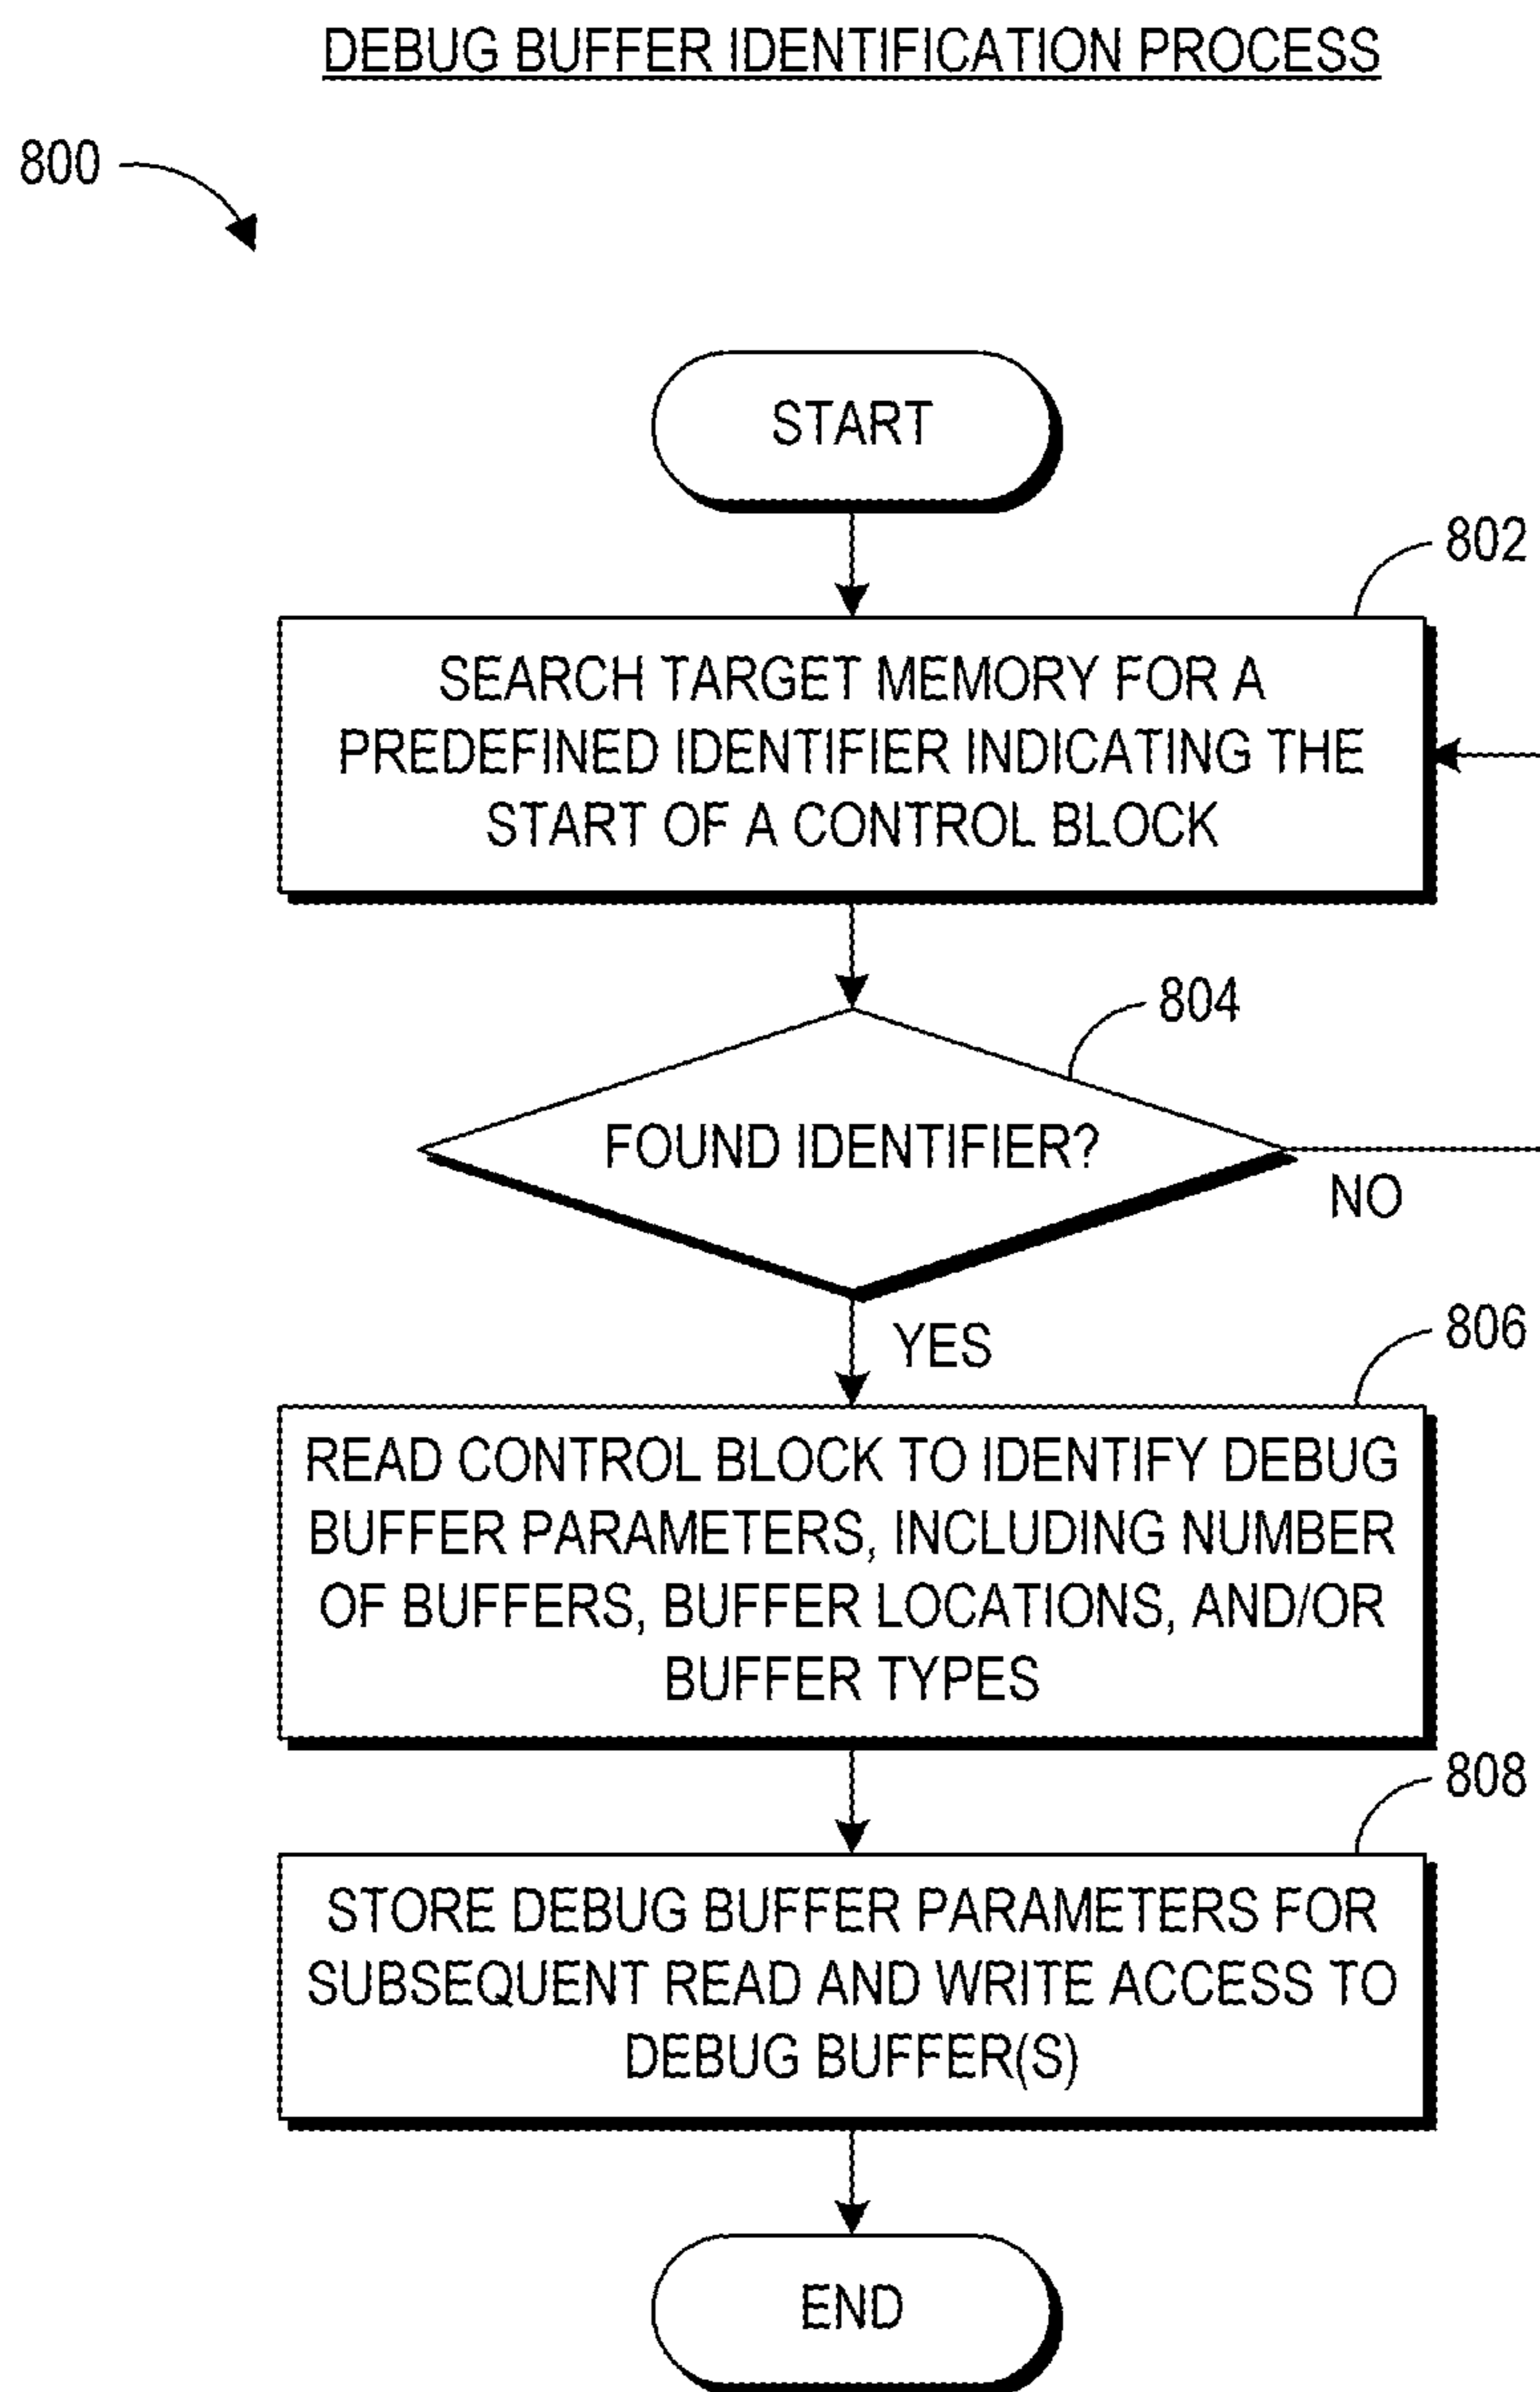 DEBUG BUFFER IDENTIFICATION PROCESS
800
START
802
SEARCH TARGET MEMORY FOR A
PREDEFINED IDENTIFIER INDICATING THE
START OF A CONTROL BLOCK
804
FOUND IDENTIFIER?
NO
YES
806
READ CONTROL BLOCK TO IDENTIFY DEBUG
BUFFER PARAMETERS, INCLUDING NUMBER
OF BUFFERS, BUFFER LOCATIONS, AND/OR
BUFFER TYPES
808
STORE DEBUG BUFFER PARAMETERS FOR
SUBSEQUENT READ AND WRITE ACCESS TO
DEBUG BUFFER(S)
END